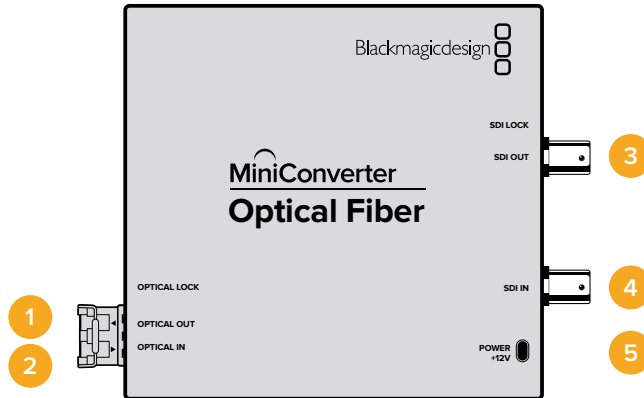 Blackmagicdesign
SDI LOCK
SDI OUT
3
MiniConverter
Optical Fiber
OPTICAL LOCK
SDI IN
4
1
OPTICAL OUT
2
OPTICAL IN
POWER
+12V
5